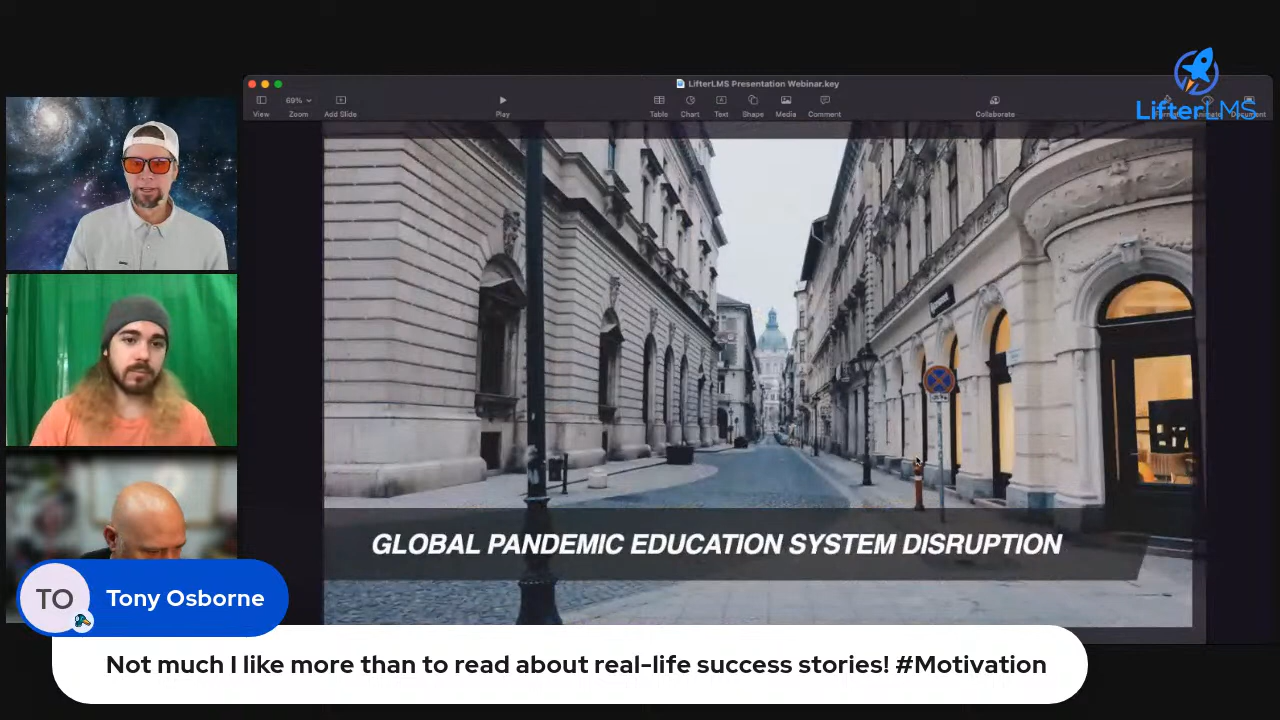 LifterLMS Presentation Webinar.key
69%
View
Zoom
Add Slide
Play
Table
Chart
Text
Shape
Media
Comment
Collaborate
Document
LifterLMS
GLOBAL PANDEMIC EDUCATION SYSTEM DISRUPTION
TO
Tony Osborne
Not much I like more than to read about real-life success stories! #Motivation